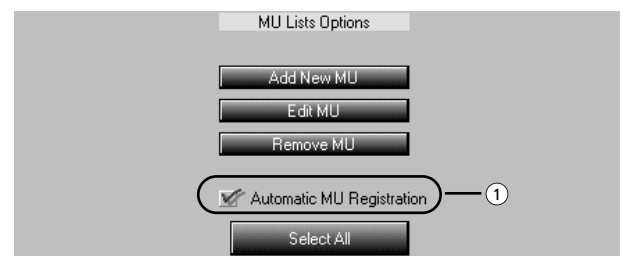 MU Lists Options
Add New MU
Edit MU
Remove MU
Automatic MU Registration 1
Select All